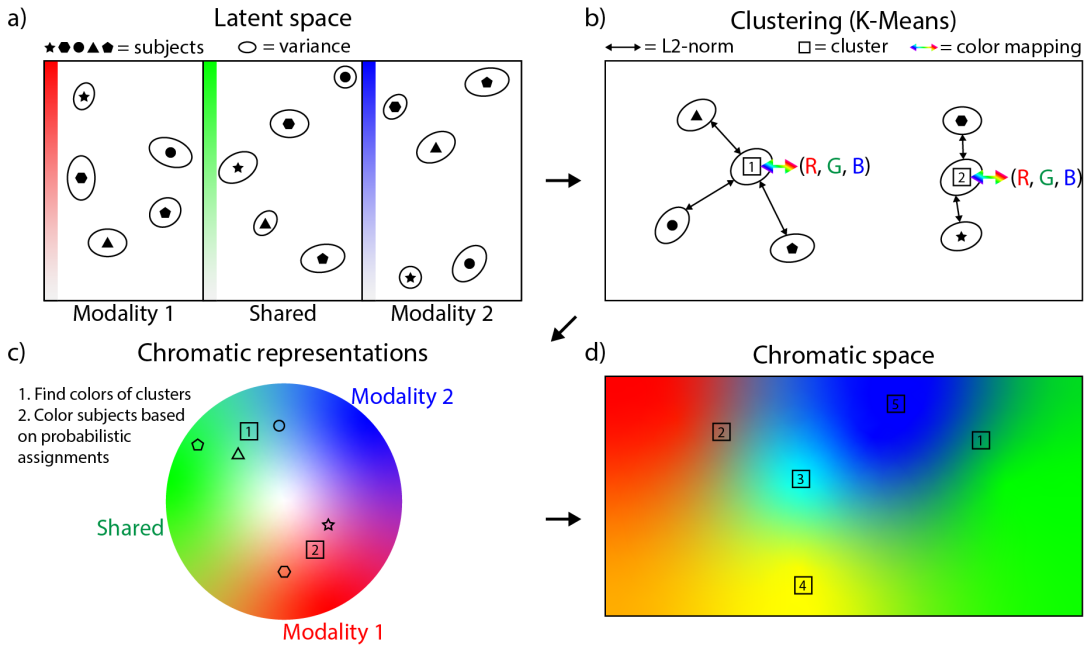 a)
Latent space
= subjects
= variance
Modality 1
Shared
Modality 2
b)
Clustering (K-Means)
= L2-norm
= cluster
= color mapping
1
(R, G, B)
2
(R, G, B)
c)
Chromatic representations
1. Find colors of clusters
2. Color subjects based
on probabilistic
assignments
Modality 2
1
Shared
2
Modality 1
d)
Chromatic space
5
2
1
3
4